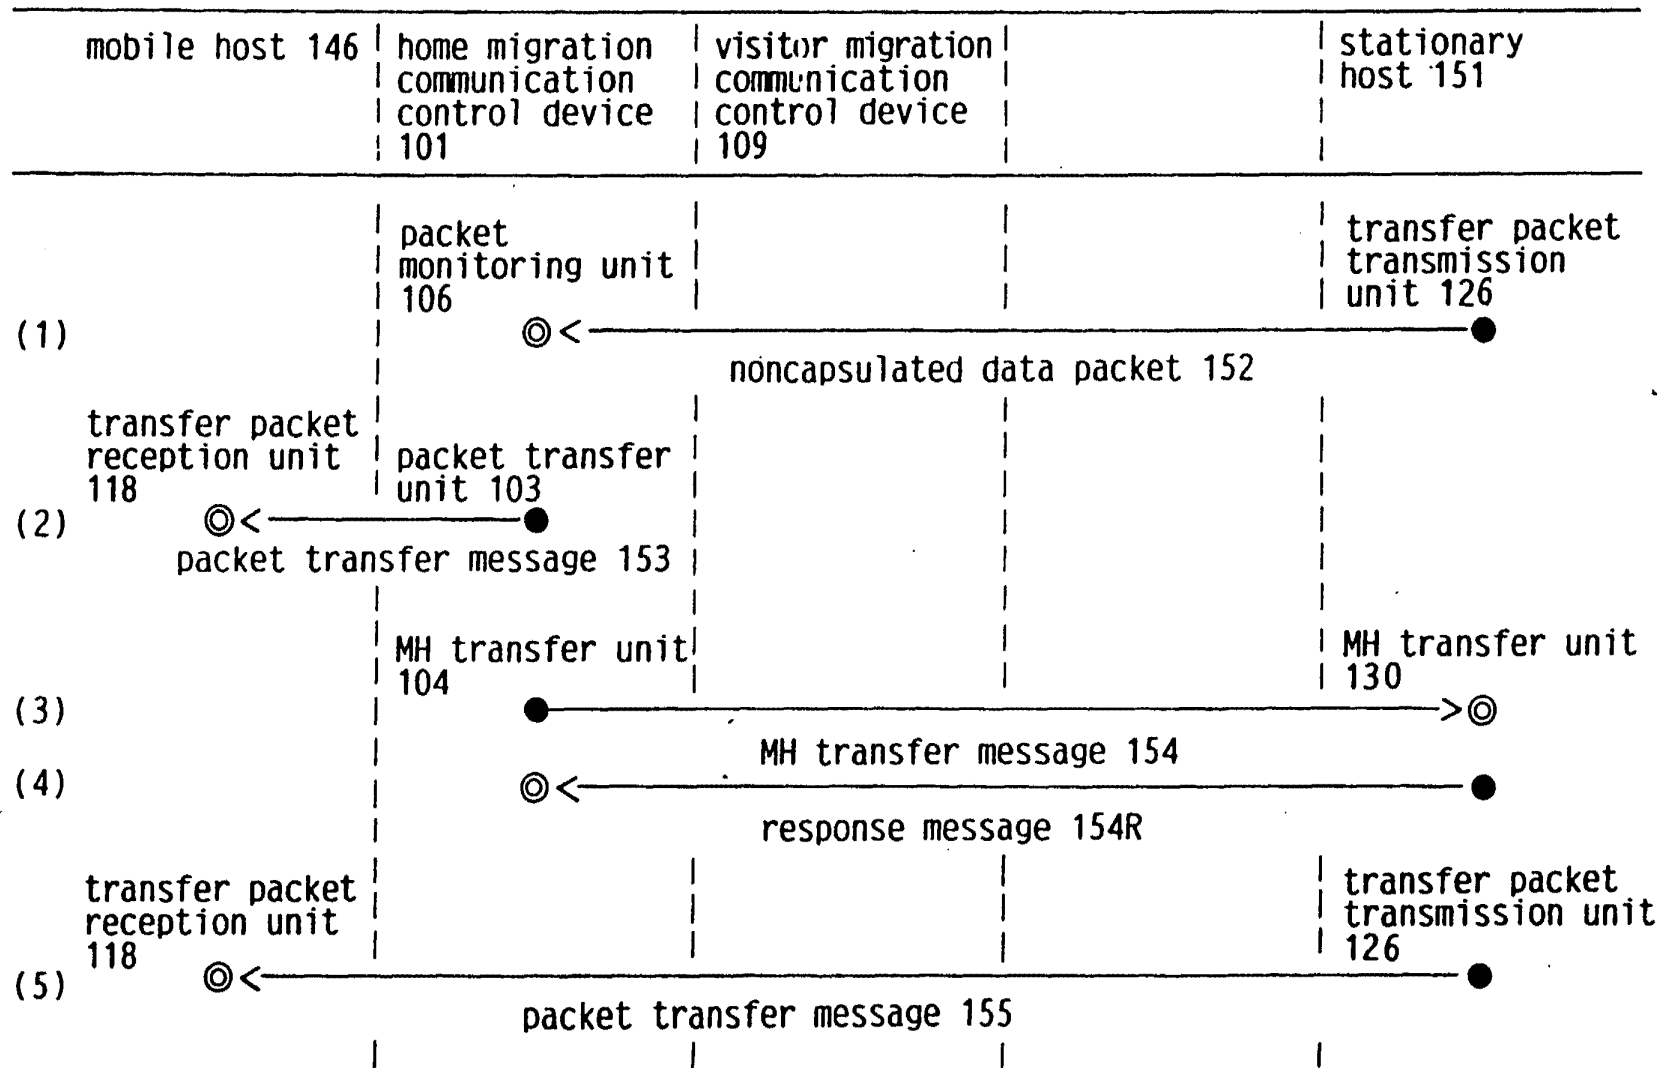 mobile host 146
home migration
communication
control device
101
visitor migration
communication
control device
109
stationary
host 151
packet
monitoring unit
106
transfer packet
transmission
unit 126
(1)
noncapsulated data packet 152
transfer packet
reception unit
118
packet transfer
unit 103
(2)
packet transfer message 153
MH transfer unit
104
MH transfer unit
130
(3)
MH transfer message 154
(4)
response message 154R
transfer packet
reception unit
118
transfer packet
transmission unit
126
(5)
packet transfer message 155